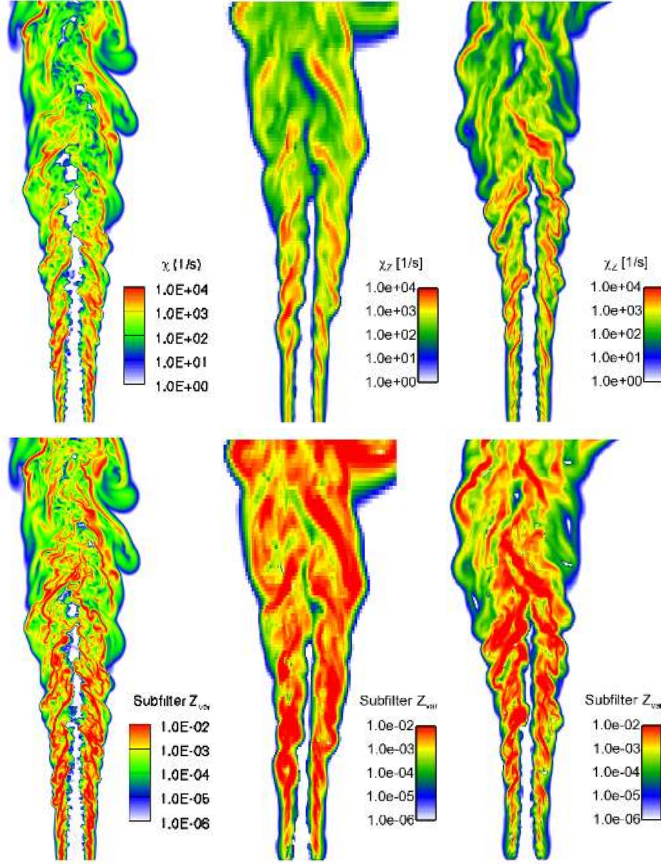 χ (1/s)
1.0E+04
1.0E+03
1.0E+02
1.0E+01
1.0E+00
χZ [1/s]
1.0e+04
1.0e+03
1.0e+02
1.0e+01
1.0e+00
χZ [1/s]
1.0e+04
1.0e+03
1.0e+02
1.0e+01
1.0e+00
Subfilter Zvar
1.0E-02
1.0E-03
1.0E-04
1.0E-05
1.0E-06
Subfilter Zvar
1.0e-02
1.0e-03
1.0e-04
1.0e-05
1.0e-06
Subfilter Zvar
1.0e-02
1.0e-03
1.0e-04
1.0e-05
1.0e-06